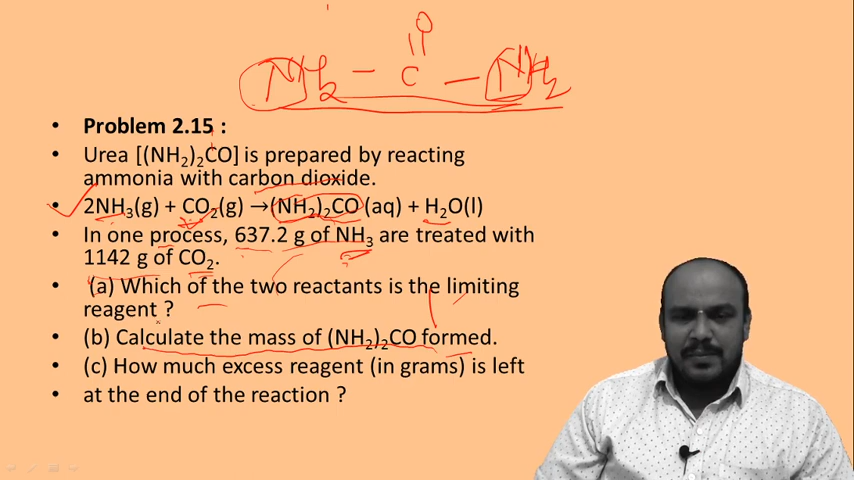 O
NH₂ – C – NH₂
• Problem 2.15 :
• Urea [(NH₂)₂CO] is prepared by reacting
ammonia with carbon dioxide.
• 2NH₃(g) + CO₂(g) →(NH₂)₂CO (aq) + H₂O(l)
• In one process, 637.2 g of NH₃ are treated with
1142 g of CO₂.
• (a) Which of the two reactants is the limiting
reagent ?
• (b) Calculate the mass of (NH₂)₂CO formed.
• (c) How much excess reagent (in grams) is left
• at the end of the reaction ?